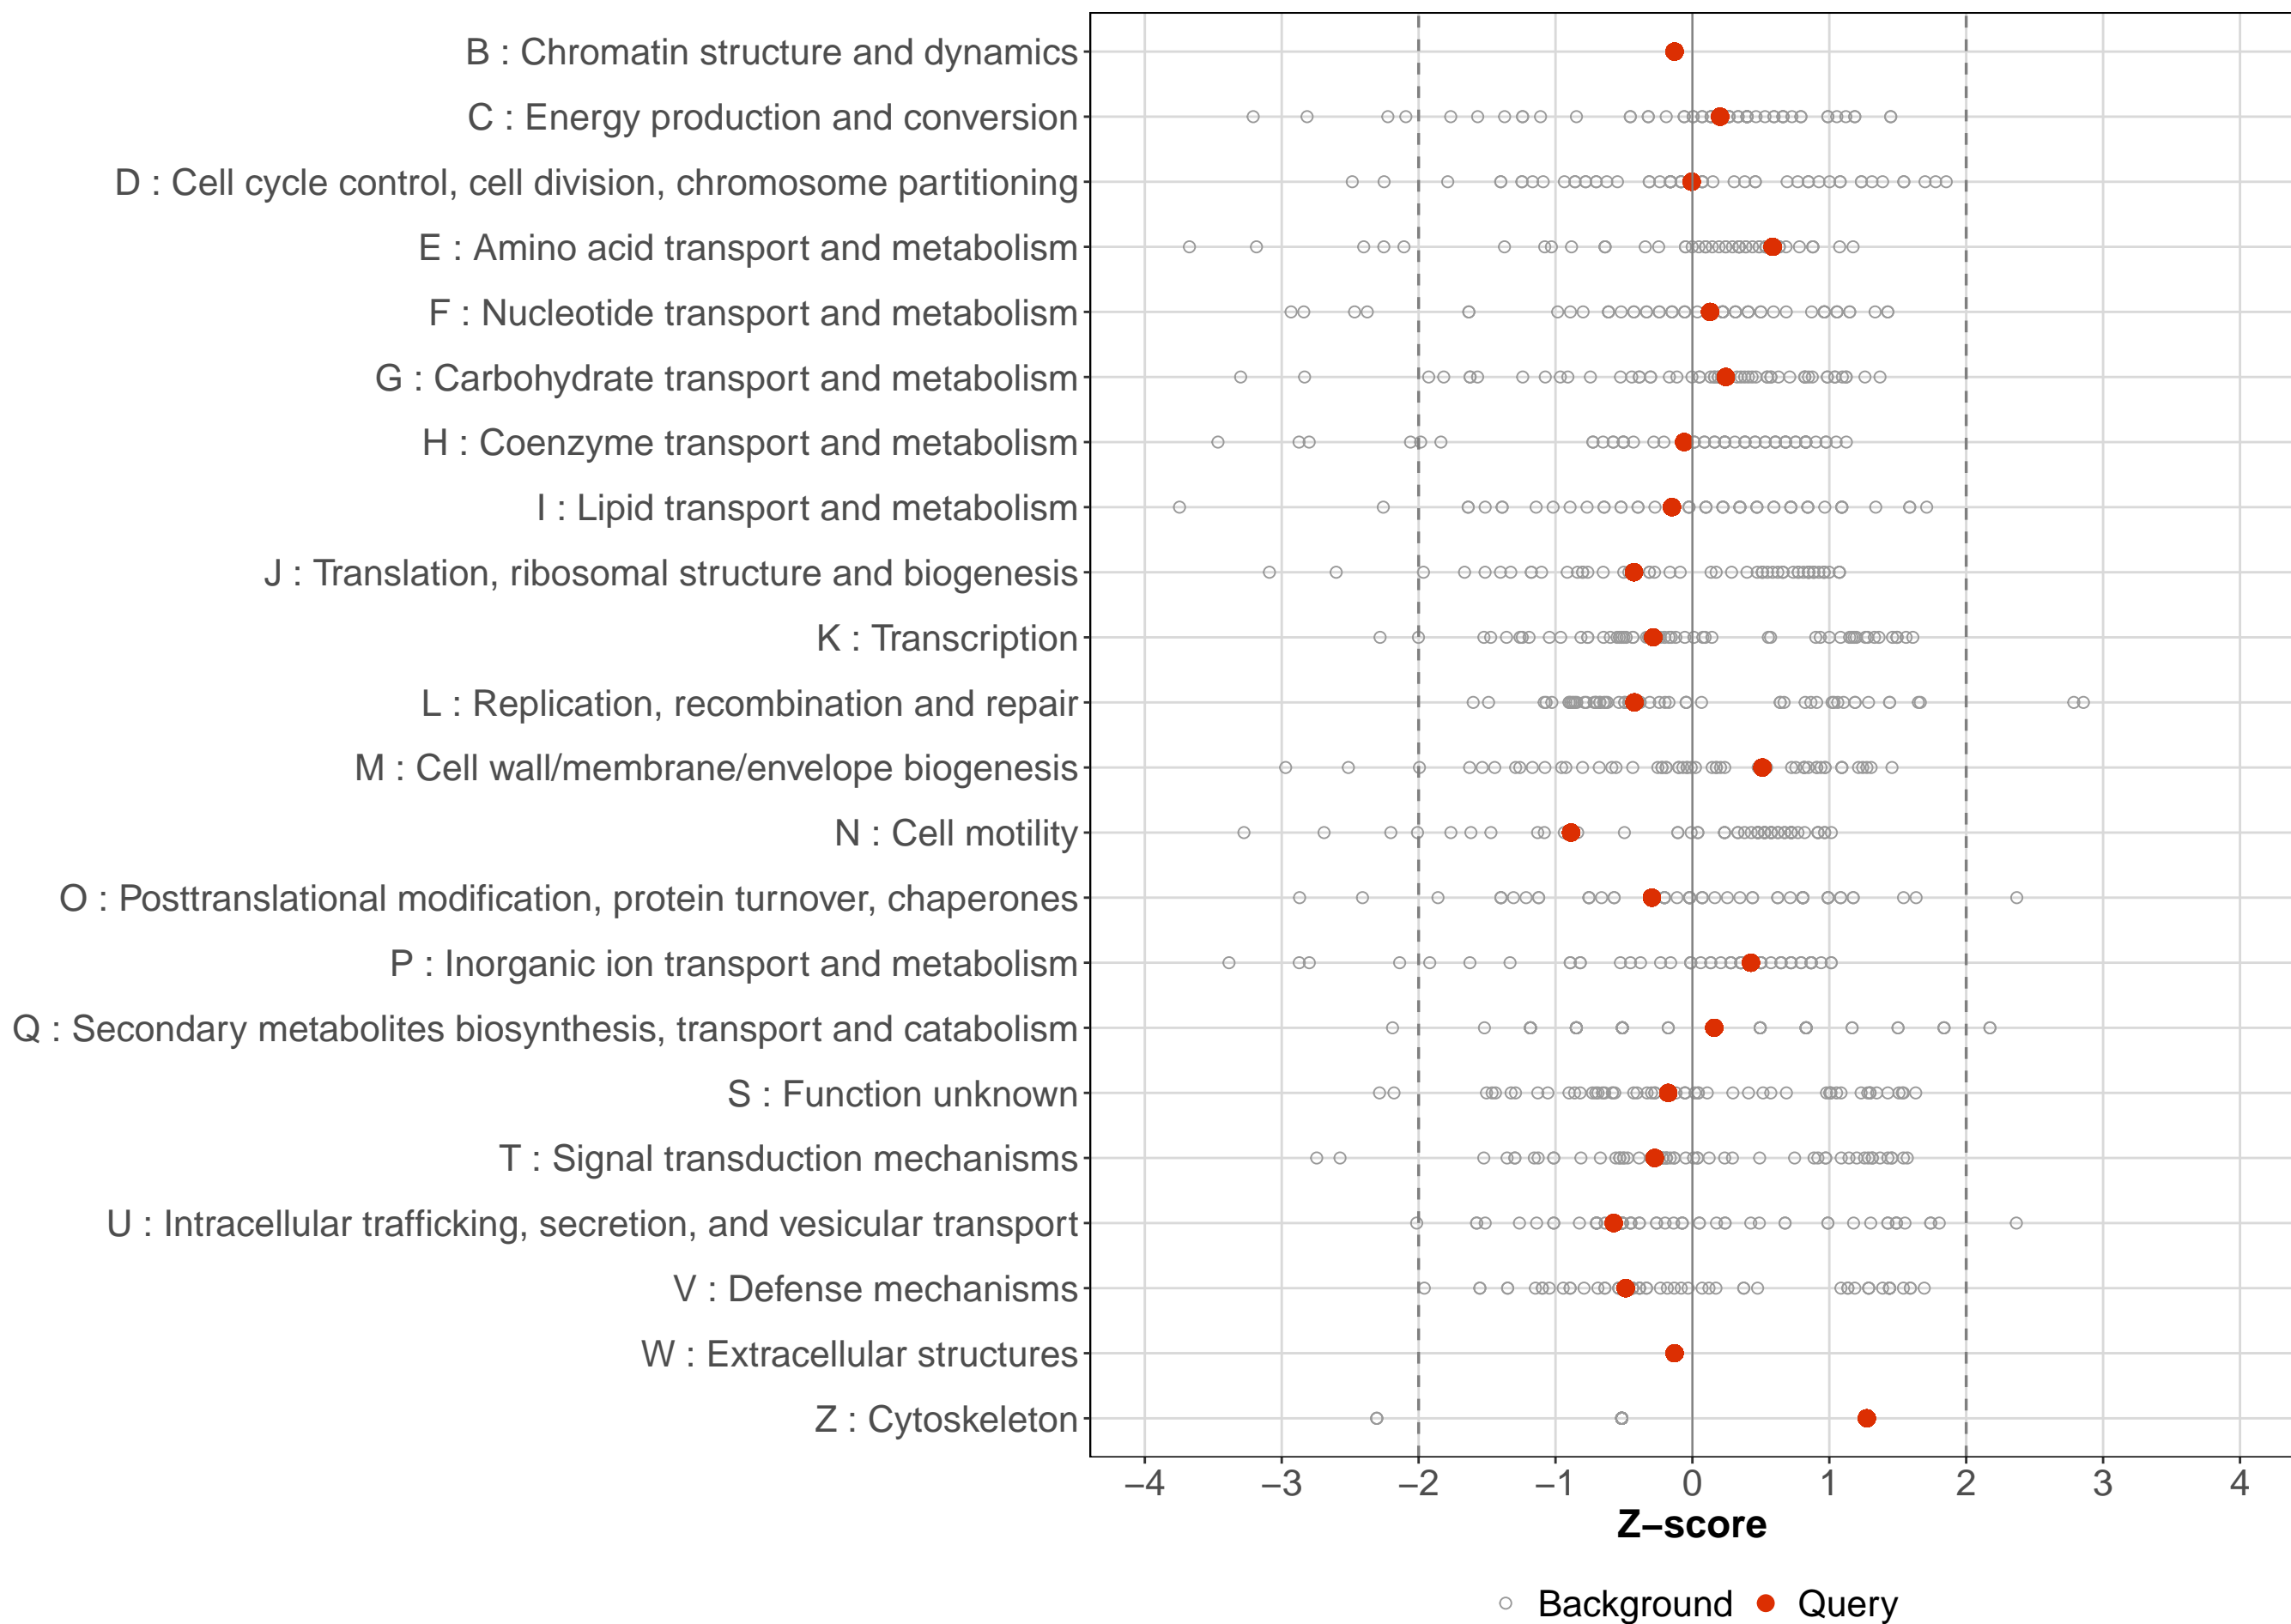 B : Chromatin structure and dynamics
C : Energy production and conversion
D : Cell cycle control, cell division, chromosome partitioning
E : Amino acid transport and metabolism
F : Nucleotide transport and metabolism
G : Carbohydrate transport and metabolism
H : Coenzyme transport and metabolism
I : Lipid transport and metabolism
J : Translation, ribosomal structure and biogenesis
K : Transcription
L : Replication, recombination and repair
M : Cell wall/membrane/envelope biogenesis
N : Cell motility
O : Posttranslational modification, protein turnover, chaperones
P : Inorganic ion transport and metabolism
Q : Secondary metabolites biosynthesis, transport and catabolism
S : Function unknown
T : Signal transduction mechanisms
U : Intracellular trafficking, secretion, and vesicular transport
V : Defense mechanisms
W : Extracellular structures
Z : Cytoskeleton
−4 −3 −2 −1 0 1 2 3 4
Z−score
Background Query